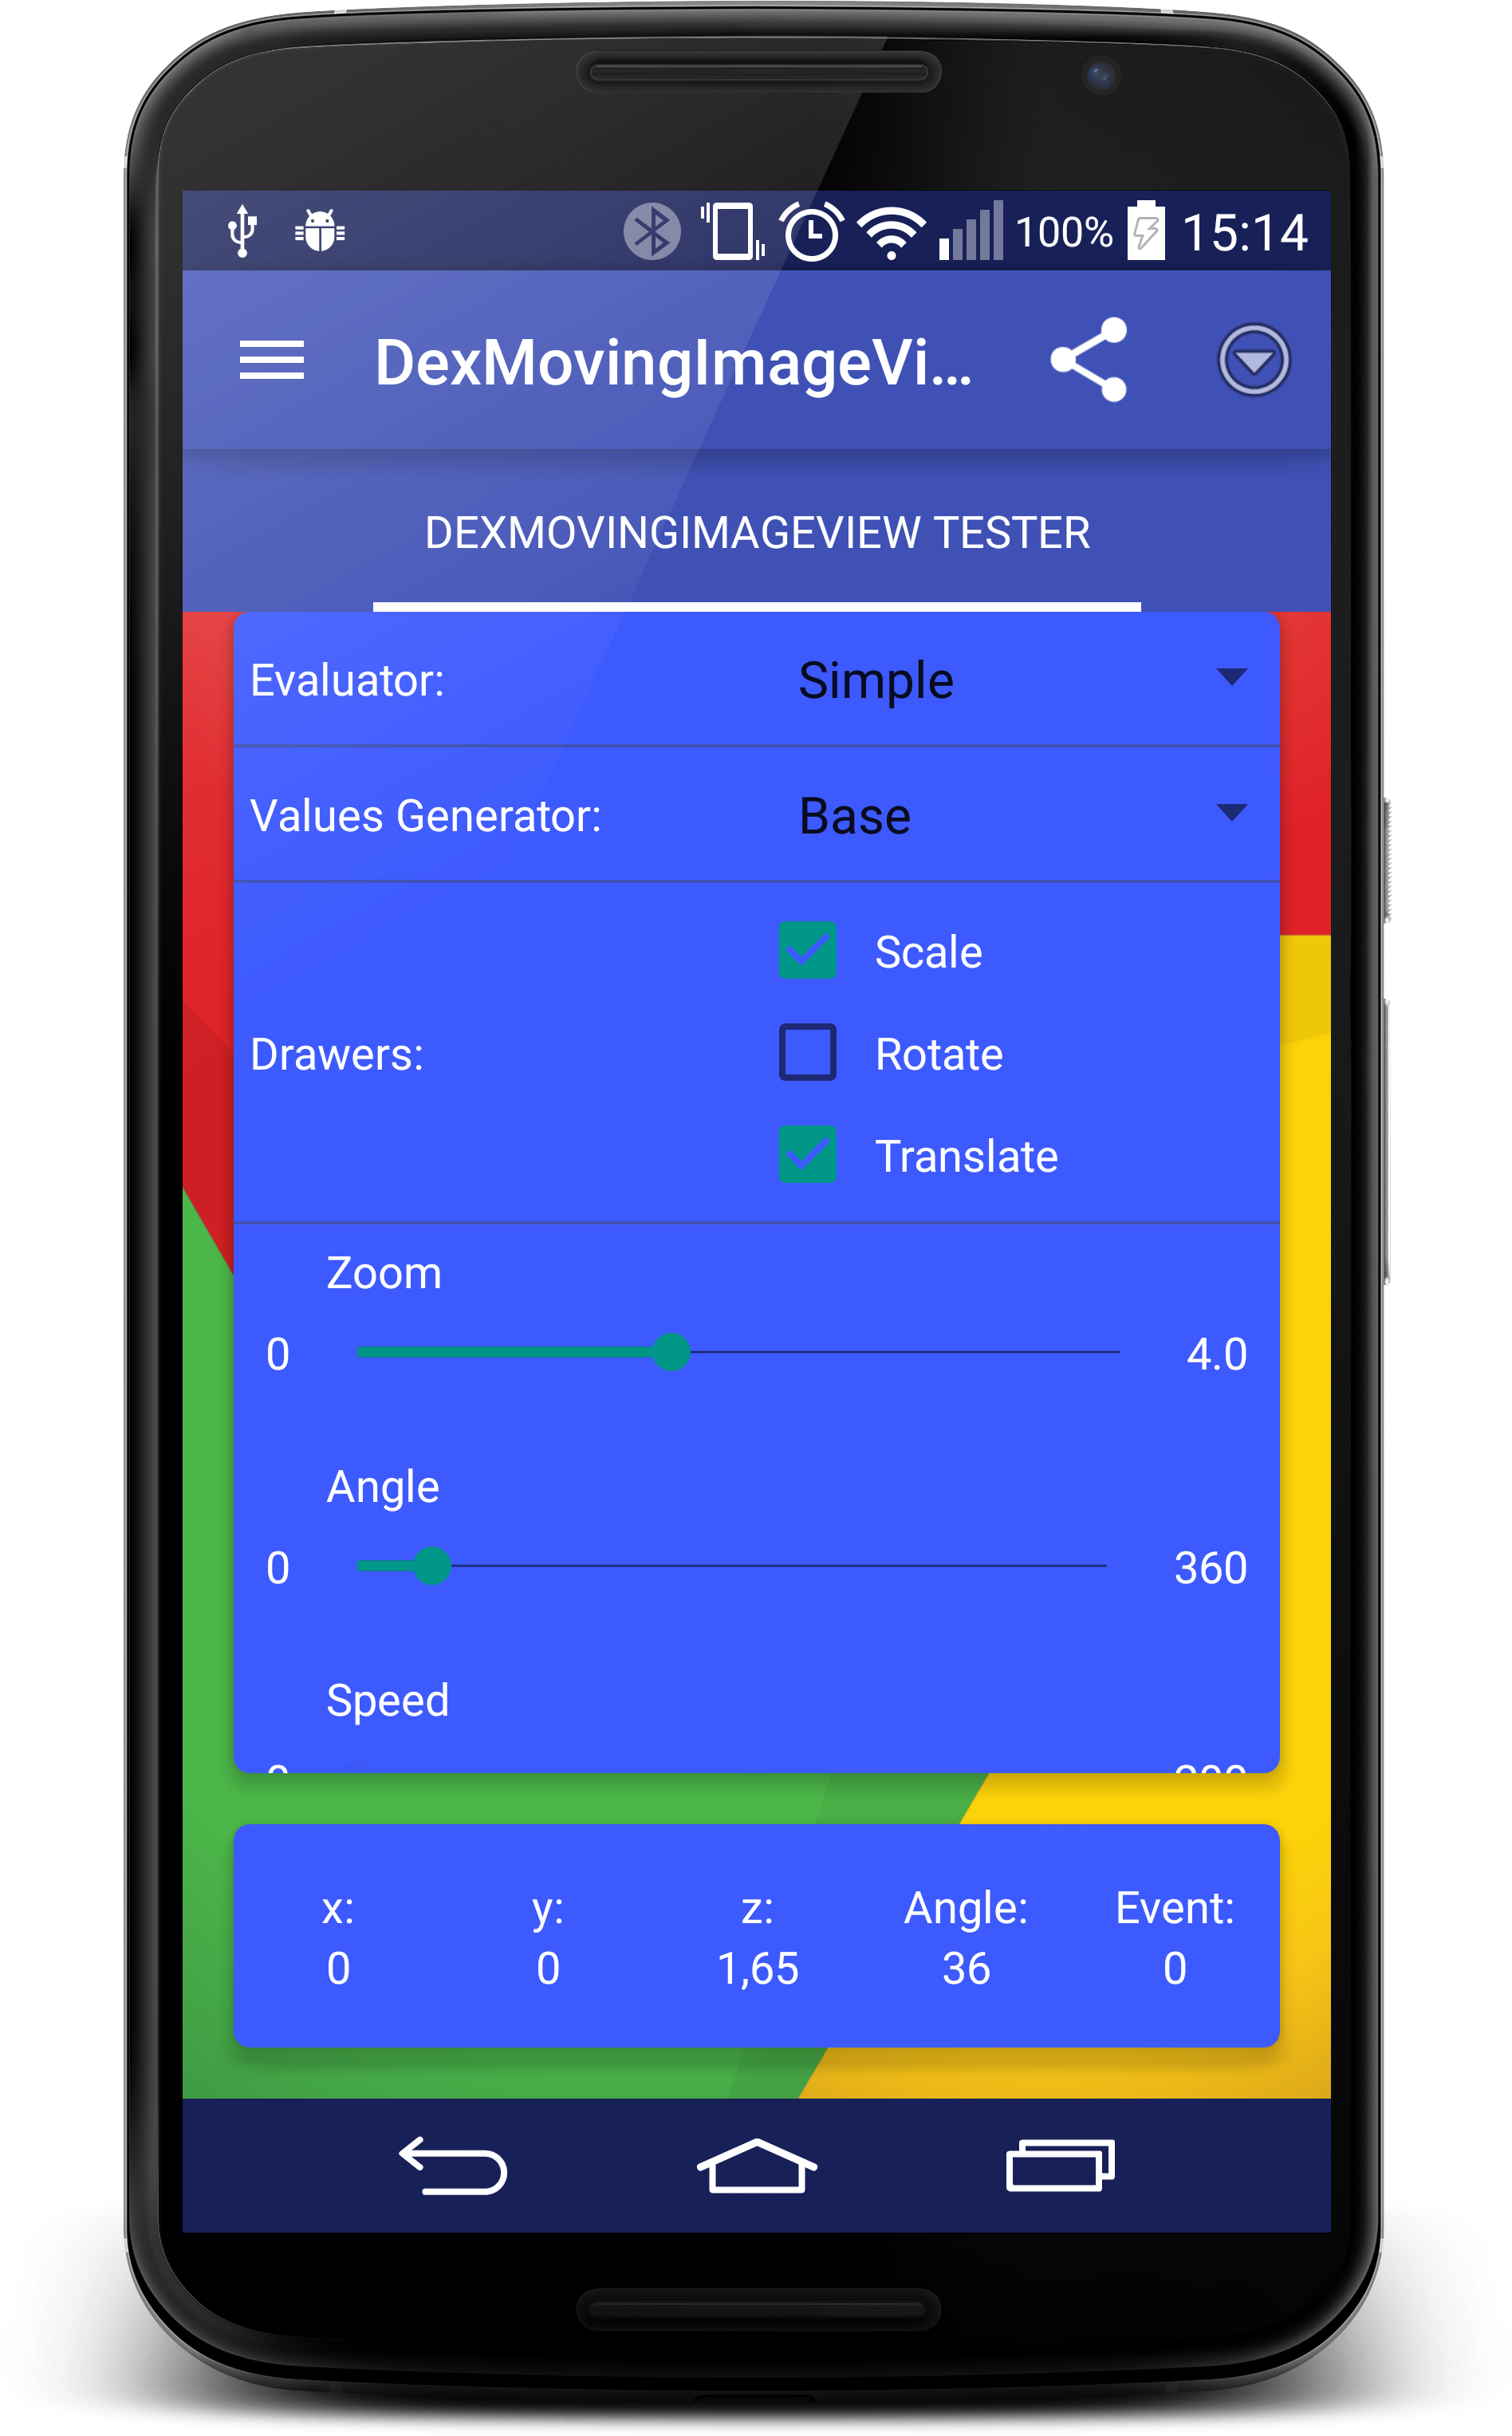 100% 15:14
DexMovingImageVi...
DEXMOVINGIMAGEVIEW TESTER
Evaluator: Simple
Values Generator: Base
Scale
Drawers: Rotate
Translate
Zoom
0 4.0
Angle
0 360
Speed
x: y: z: Angle: Event:
0 0 1,65 36 0